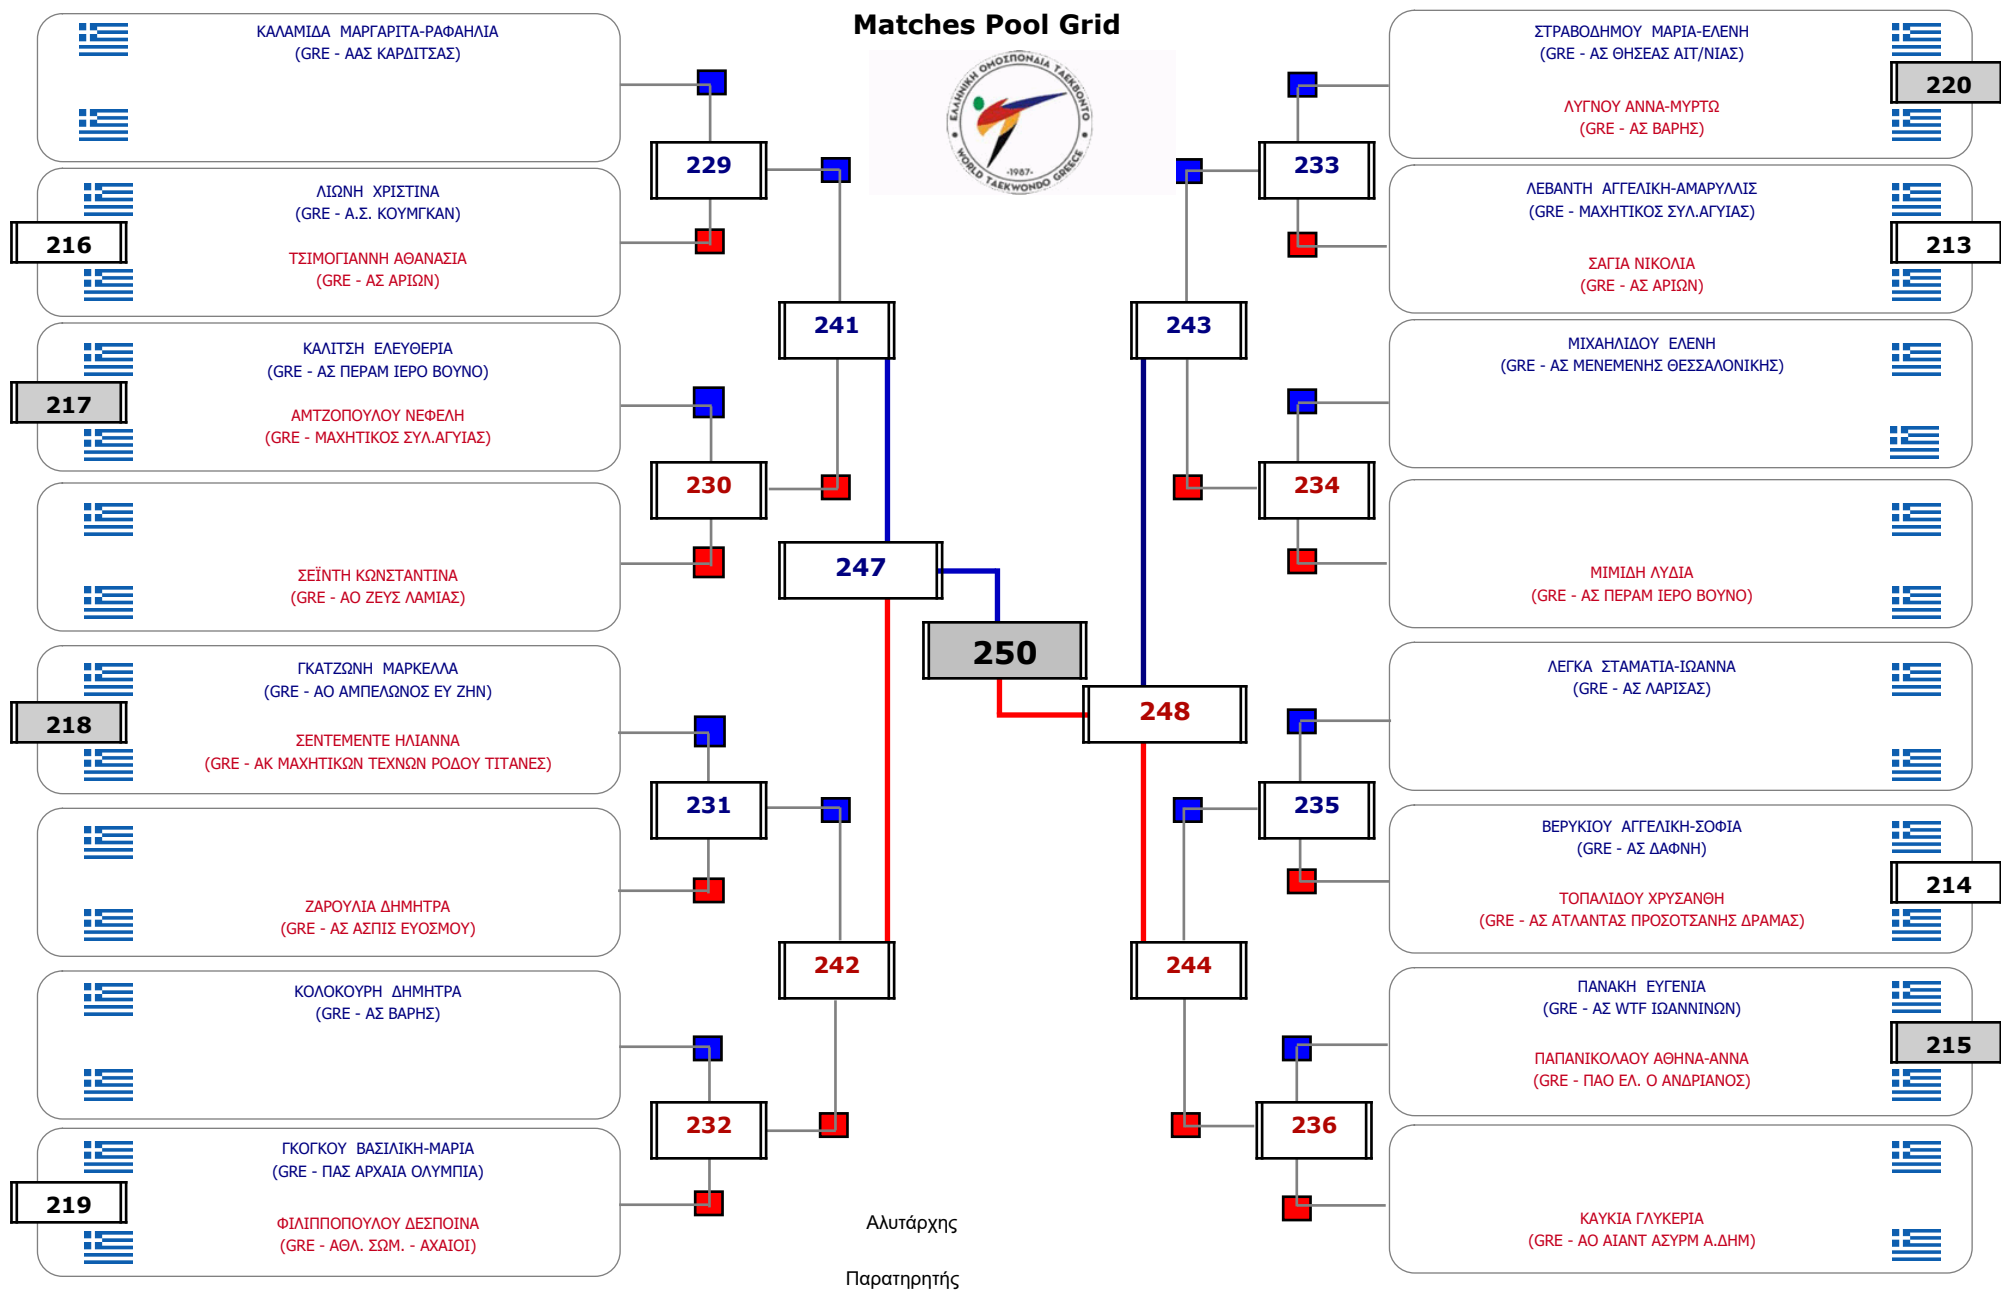 Matches Pool Grid
ΕΛΛΗΝΙΚΗ ΟΜΟΣΠΟΝΔΙΑ ΤΑΕΚΒΟΝΤΟ
-1987-
WORLD TAEKWONDO GREECE
ΚΑΛΑΜΙΔΑ ΜΑΡΓΑΡΙΤΑ-ΡΑΦΑΗΛΙΑ
(GRE - ΑΑΣ ΚΑΡΔΙΤΣΑΣ)
216
ΛΙΩΝΗ ΧΡΙΣΤΙΝΑ
(GRE - Α.Σ. ΚΟΥΜΓΚΑΝ)
ΤΣΙΜΟΓΙΑΝΝΗ ΑΘΑΝΑΣΙΑ
(GRE - ΑΣ ΑΡΙΩΝ)
217
ΚΑΛΙΤΣΗ ΕΛΕΥΘΕΡΙΑ
(GRE - ΑΣ ΠΕΡΑΜ ΙΕΡΟ ΒΟΥΝΟ)
ΑΜΤΖΟΠΟΥΛΟΥ ΝΕΦΕΛΗ
(GRE - ΜΑΧΗΤΙΚΟΣ ΣΥΛ.ΑΓΥΙΑΣ)
ΣΕΪΝΤΗ ΚΩΝΣΤΑΝΤΙΝΑ
(GRE - ΑΟ ΖΕΥΣ ΛΑΜΙΑΣ)
218
ΓΚΑΤΖΩΝΗ ΜΑΡΚΕΛΛΑ
(GRE - ΑΟ ΑΜΠΕΛΩΝΟΣ ΕΥ ΖΗΝ)
ΣΕΝΤΕΜΕΝΤΕ ΗΛΙΑΝΝΑ
(GRE - ΑΚ ΜΑΧΗΤΙΚΩΝ ΤΕΧΝΩΝ ΡΟΔΟΥ ΤΙΤΑΝΕΣ)
ΖΑΡΟΥΛΙΑ ΔΗΜΗΤΡΑ
(GRE - ΑΣ ΑΣΠΙΣ ΕΥΟΣΜΟΥ)
ΚΟΛΟΚΟΥΡΗ ΔΗΜΗΤΡΑ
(GRE - ΑΣ ΒΑΡΗΣ)
219
ΓΚΟΓΚΟΥ ΒΑΣΙΛΙΚΗ-ΜΑΡΙΑ
(GRE - ΠΑΣ ΑΡΧΑΙΑ ΟΛΥΜΠΙΑ)
ΦΙΛΙΠΠΟΠΟΥΛΟΥ ΔΕΣΠΟΙΝΑ
(GRE - ΑΘΛ. ΣΩΜ. - ΑΧΑΙΟΙ)
229
230
231
232
241
242
247
250
248
243
244
233
234
235
236
ΣΤΡΑΒΟΔΗΜΟΥ ΜΑΡΙΑ-ΕΛΕΝΗ
(GRE - ΑΣ ΘΗΣΕΑΣ ΑΙΤ/ΝΙΑΣ)
220
ΛΥΓΝΟΥ ΑΝΝΑ-ΜΥΡΤΩ
(GRE - ΑΣ ΒΑΡΗΣ)
ΛΕΒΑΝΤΗ ΑΓΓΕΛΙΚΗ-ΑΜΑΡΥΛΛΙΣ
(GRE - ΜΑΧΗΤΙΚΟΣ ΣΥΛ.ΑΓΥΙΑΣ)
213
ΣΑΓΙΑ ΝΙΚΟΛΙΑ
(GRE - ΑΣ ΑΡΙΩΝ)
ΜΙΧΑΗΛΙΔΟΥ ΕΛΕΝΗ
(GRE - ΑΣ ΜΕΝΕΜΕΝΗΣ ΘΕΣΣΑΛΟΝΙΚΗΣ)
ΜΙΜΙΔΗ ΛΥΔΙΑ
(GRE - ΑΣ ΠΕΡΑΜ ΙΕΡΟ ΒΟΥΝΟ)
ΛΕΓΚΑ ΣΤΑΜΑΤΙΑ-ΙΩΑΝΝΑ
(GRE - ΑΣ ΛΑΡΙΣΑΣ)
ΒΕΡΥΚΙΟΥ ΑΓΓΕΛΙΚΗ-ΣΟΦΙΑ
(GRE - ΑΣ ΔΑΦΝΗ)
214
ΤΟΠΑΛΙΔΟΥ ΧΡΥΣΑΝΘΗ
(GRE - ΑΣ ΑΤΛΑΝΤΑΣ ΠΡΟΣΟΤΣΑΝΗΣ ΔΡΑΜΑΣ)
ΠΑΝΑΚΗ ΕΥΓΕΝΙΑ
(GRE - ΑΣ WTF ΙΩΑΝΝΙΝΩΝ)
215
ΠΑΠΑΝΙΚΟΛΑΟΥ ΑΘΗΝΑ-ΑΝΝΑ
(GRE - ΠΑΟ ΕΛ. Ο ΑΝΔΡΙΑΝΟΣ)
ΚΑΥΚΙΑ ΓΛΥΚΕΡΙΑ
(GRE - ΑΟ ΑΙΑΝΤ ΑΣΥΡΜ Α.ΔΗΜ)
Αλυτάρχης
Παρατηρητής